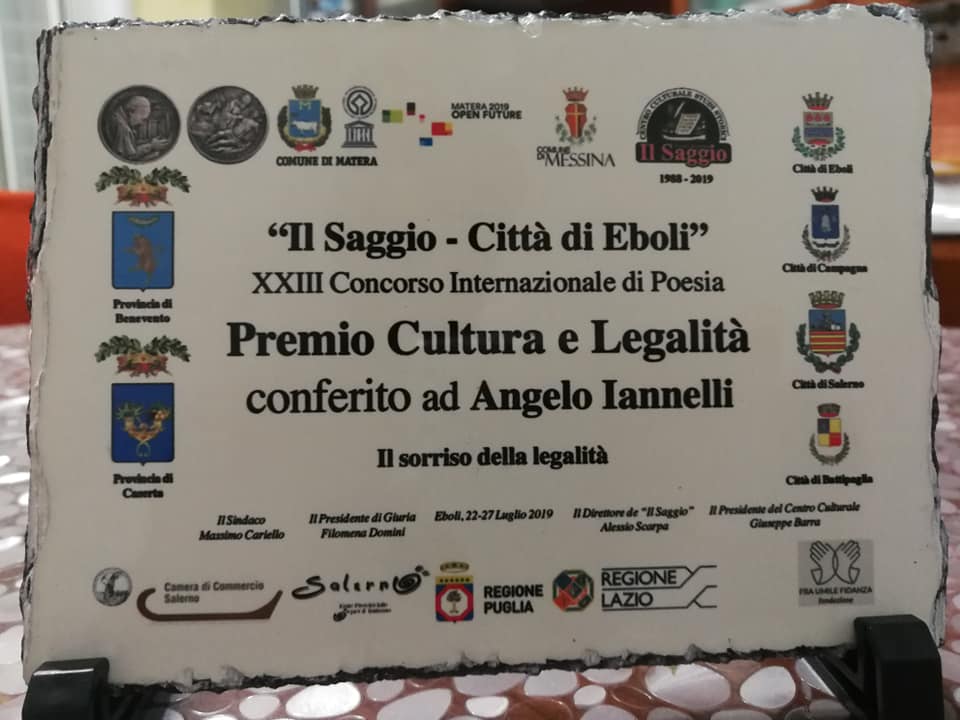 MATERA 2019
OPEN FUTURE
COMUNE DI MATERA
COMUNE
DI MESSINA
CENTRO CULTURALE STUDI STORICI
Il Saggio
1988 - 2019
Città di Eboli
Provincia di
Benevento
Città di Campagna
Provincia di
Caserta
Città di Salerno
Città di Battipaglia
“Il Saggio - Città di Eboli”
XXIII Concorso Internazionale di Poesia
Premio Cultura e Legalità
conferito ad Angelo Iannelli
Il sorriso della legalità
Il Sindaco
Massimo Cariello
Il Presidente di Giuria
Filomena Domini
Eboli, 22-27 Luglio 2019
Il Direttore de “Il Saggio”
Alessio Scarpa
Il Presidente del Centro Culturale
Giuseppe Barra
Camera di Commercio
Salerno
Salerno
REGIONE
PUGLIA
REGIONE
LAZIO
FRA UMILE FIDANZA
fondazione